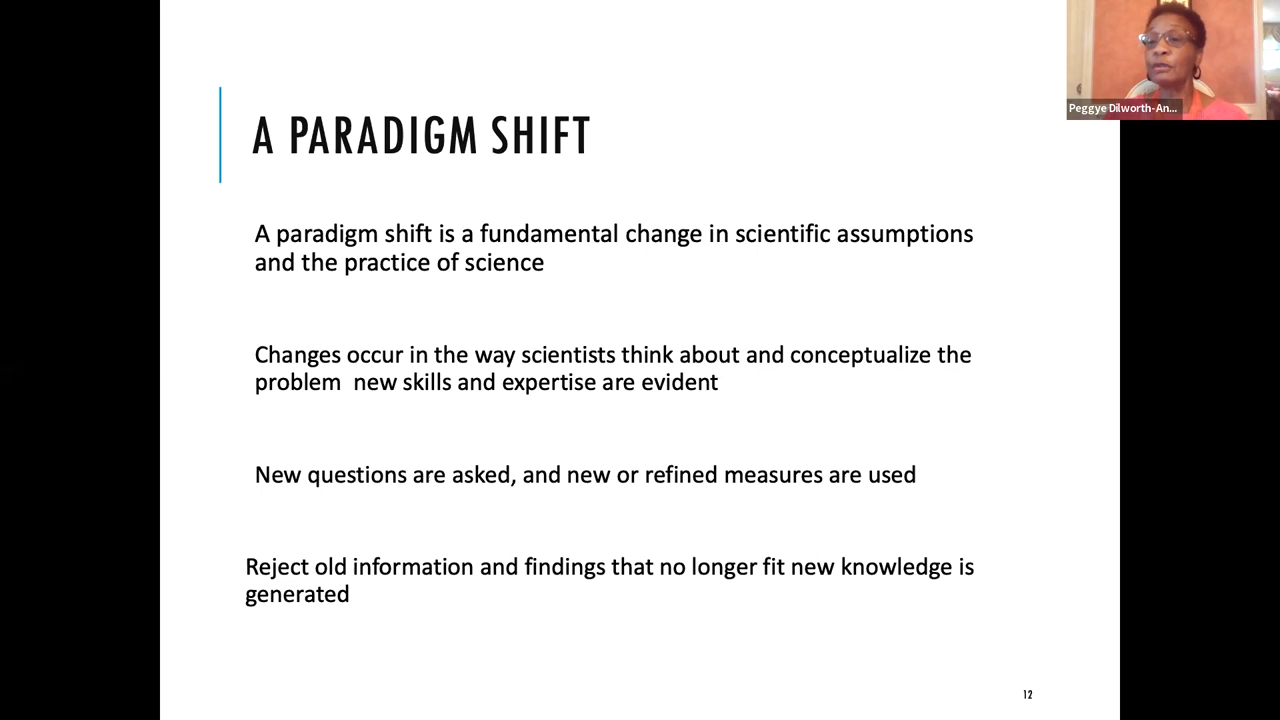 A PARADIGM SHIFT
A paradigm shift is a fundamental change in scientific assumptions
and the practice of science
Changes occur in the way scientists think about and conceptualize the
problem  new skills and expertise are evident
New questions are asked, and new or refined measures are used
Reject old information and findings that no longer fit new knowledge is
generated
12
Peggye Dilworth-An...